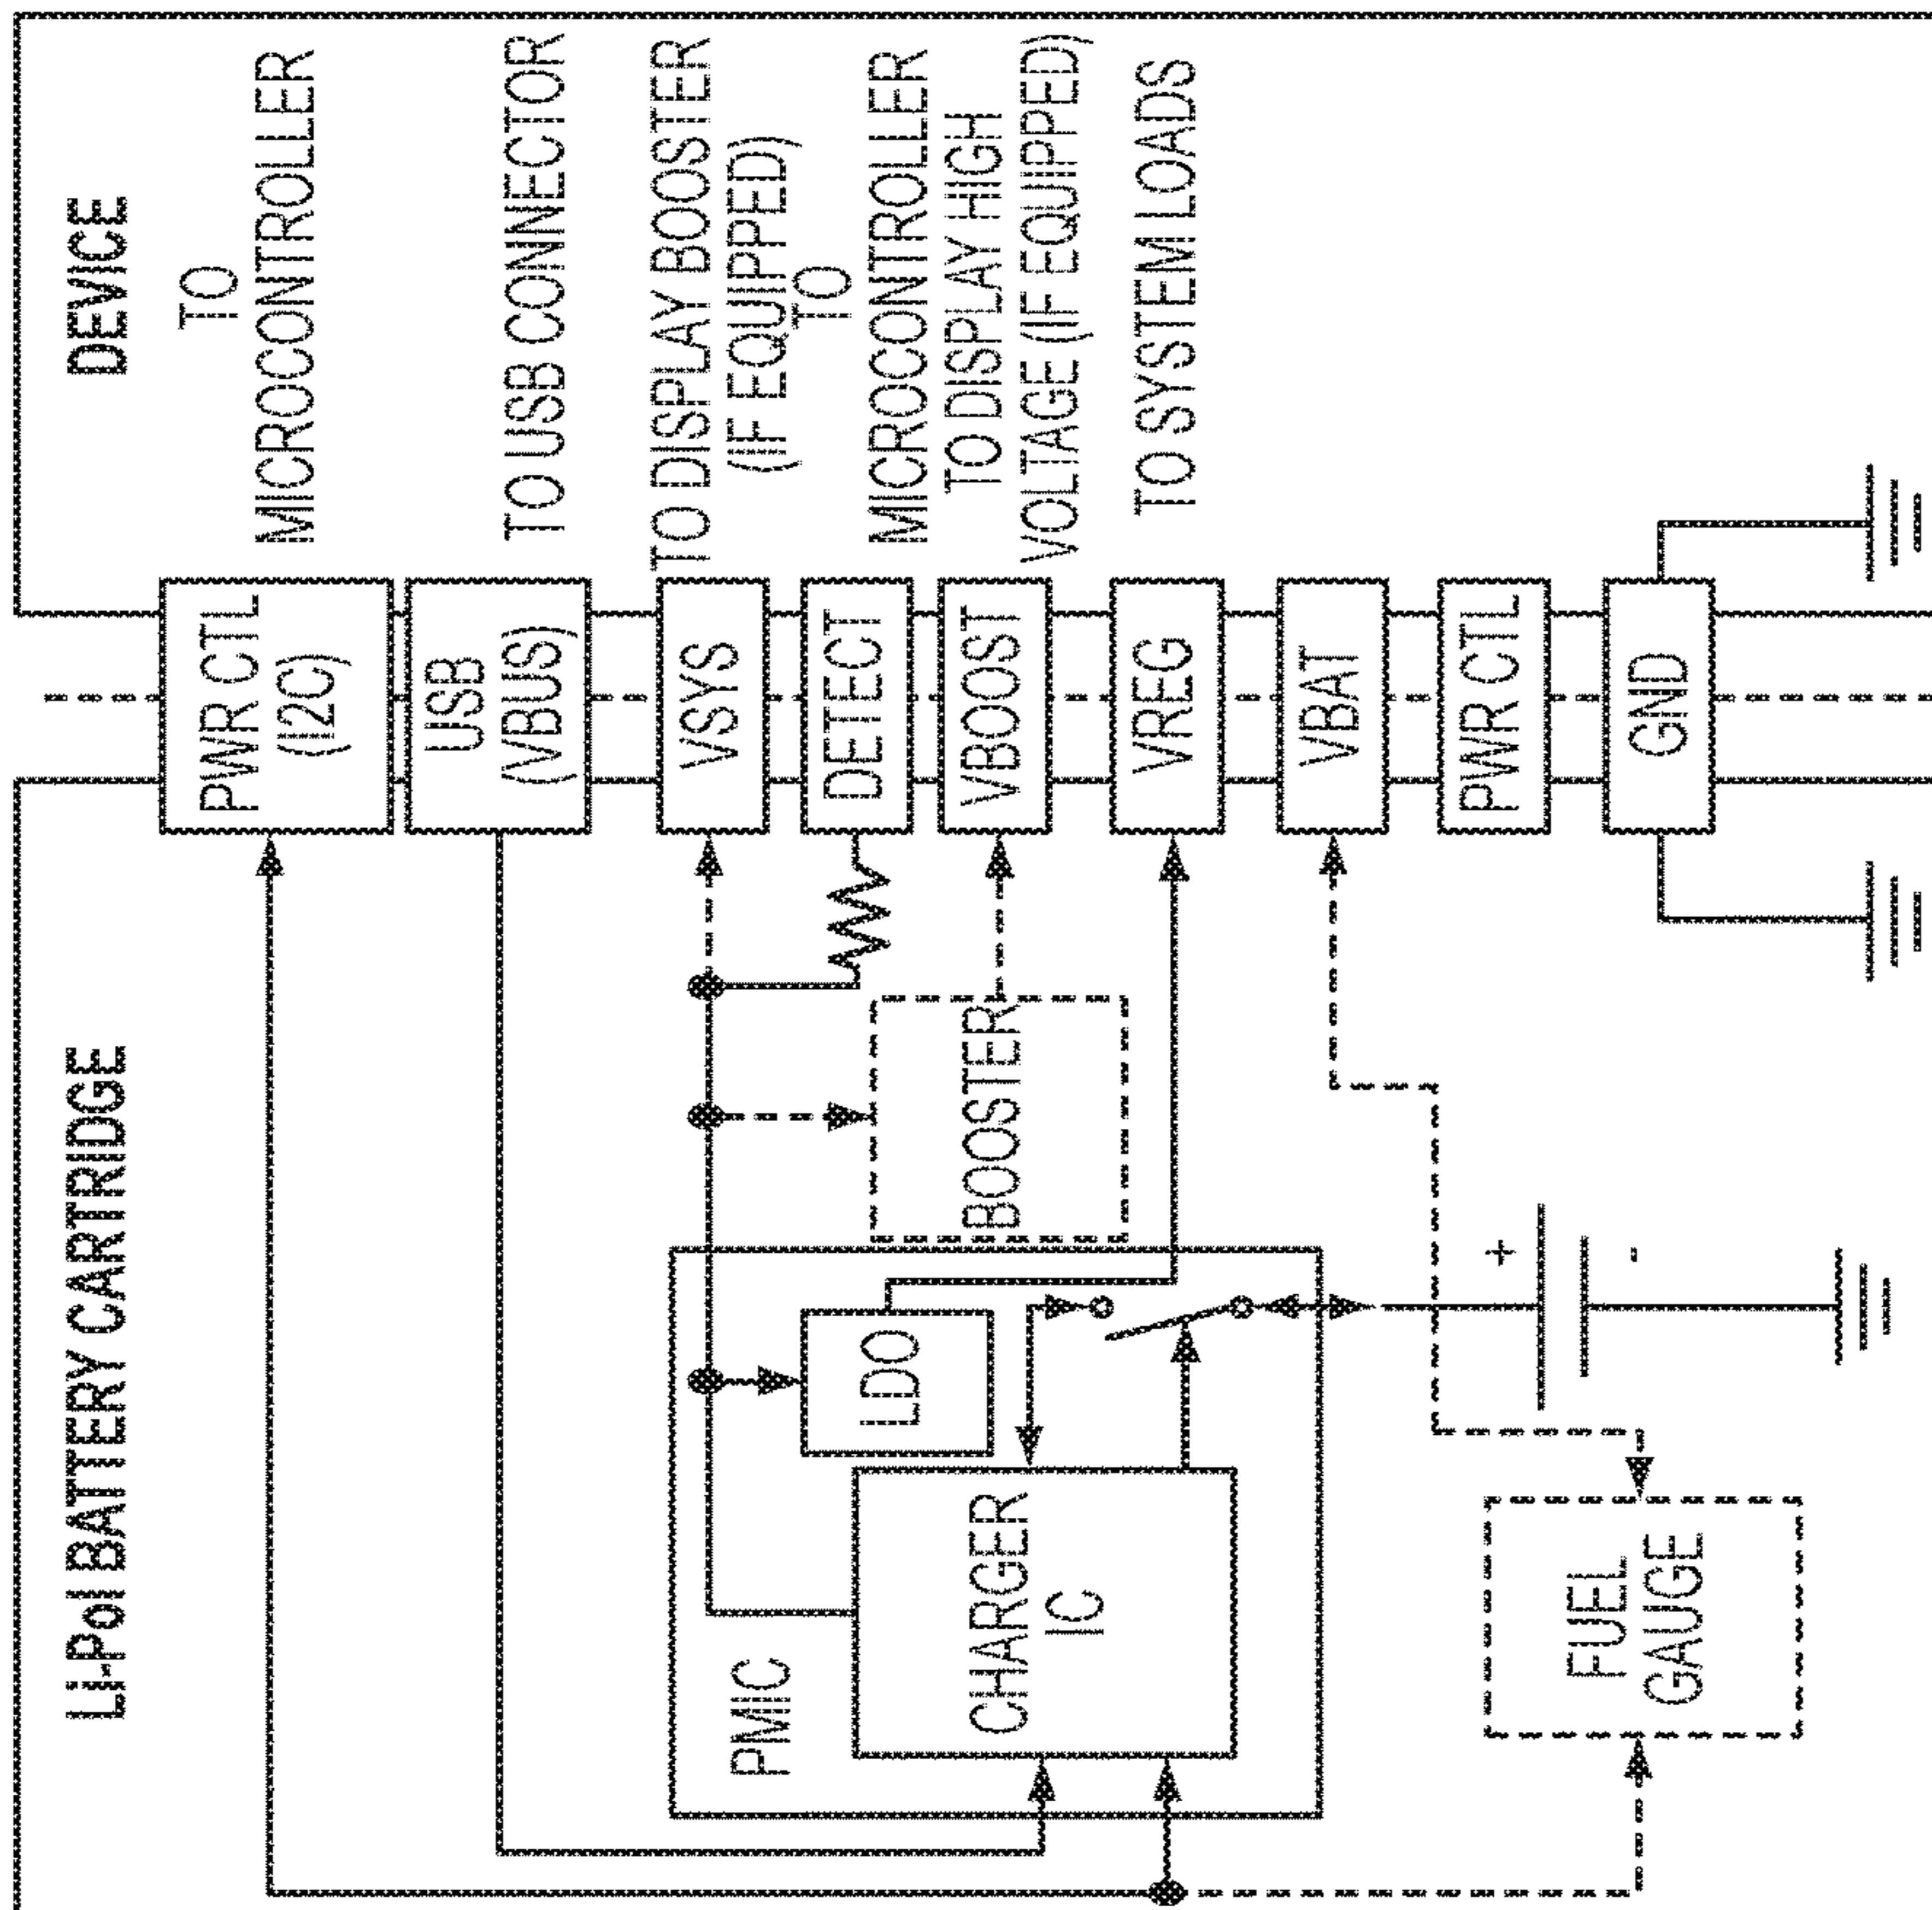 Li-Pol BATTERY CARTRIDGE
DEVICE
PWR CTL
(I2C)
TO
MICROCONTROLLER
USB
(VBUS)
TO USB CONNECTOR
VSYS
TO DISPLAY BOOSTER
(IF EQUIPPED)
DETECT
TO
MICROCONTROLLER
VBOOST
TO DISPLAY HIGH
VOLTAGE (IF EQUIPPED)
VREG
TO SYSTEM LOADS
VBAT
PWR CTL
GND
PMIC
LDO
BOOSTER
CHARGER
IC
+
-
FUEL
GAUGE